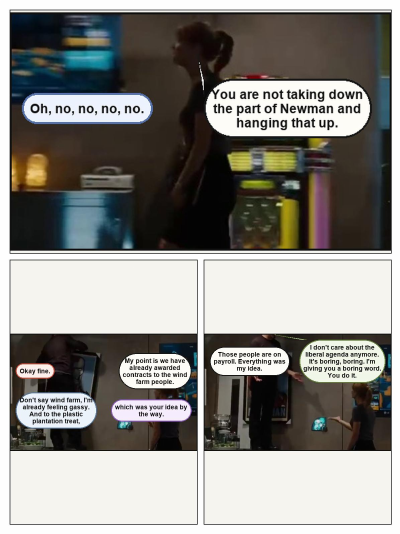 Oh, no, no, no, no.
You are not taking down
the part of Newman and
hanging that up.
Okay fine.
My point is we have
already awarded
contracts to the wind
farm people.
Don't say wind farm, I'm
already feeling gassy.
And to the plastic
plantation treat,
which was your idea by
the way.
Those people are on
payroll. Everything was
my idea.
I don't care about the
liberal agenda anymore.
It's boring, boring, I'm
giving you a boring word.
You do it.